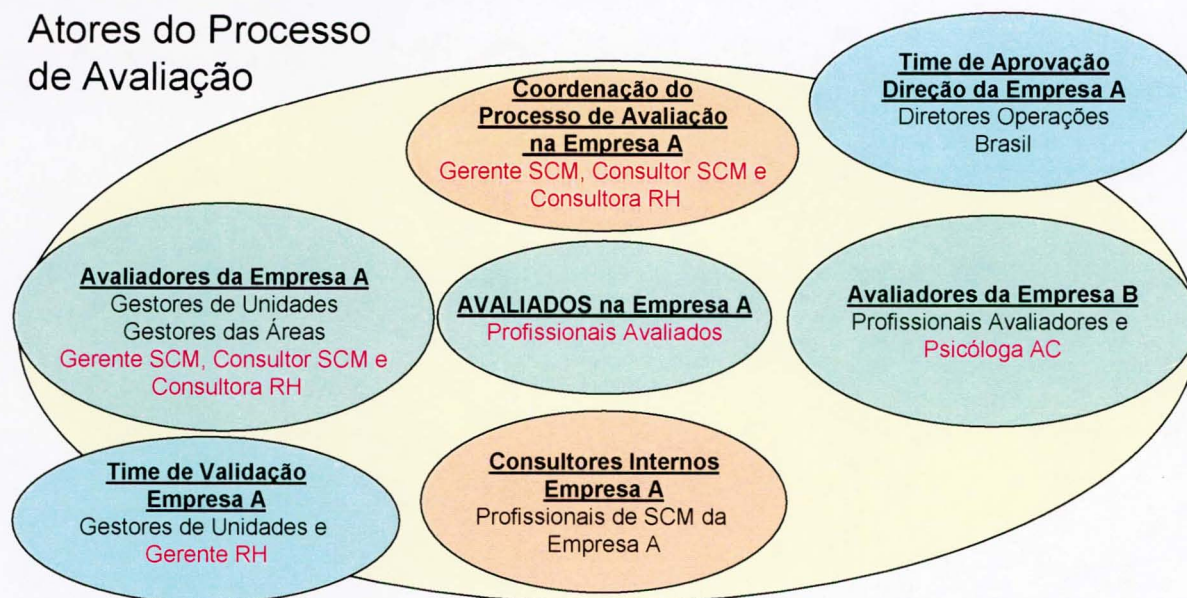 Atores do Processo
de Avaliação
Time de Aprovação
Direção da Empresa A
Diretores Operações
Brasil
Coordenação do
Processo de Avaliação
na Empresa A
Gerente SCM, Consultor SCM e
Consultora RH
Avaliadores da Empresa A
Gestores de Unidades
Gestores das Áreas
Gerente SCM, Consultor SCM e
Consultora RH
AVALIADOS na Empresa A
Profissionais Avaliados
Avaliadores da Empresa B
Profissionais Avaliadores e
Psicóloga AC
Time de Validação
Empresa A
Gestores de Unidades e
Gerente RH
Consultores Internos
Empresa A
Profissionais de SCM da
Empresa A